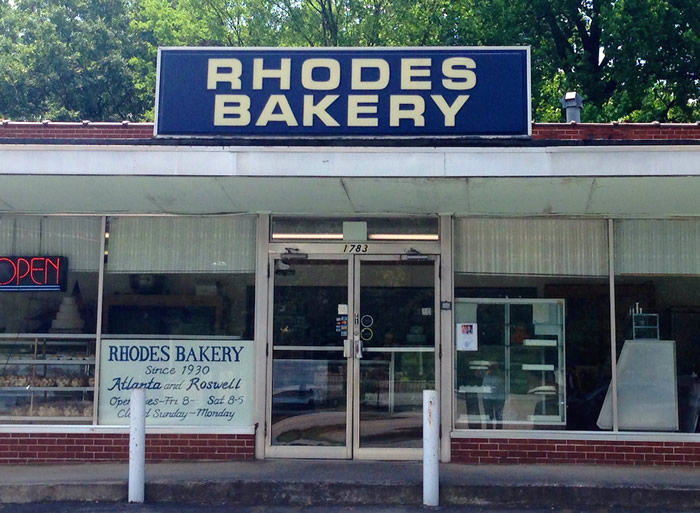 RHODES
BAKERY
1783
OPEN
RHODES BAKERY
Since 1930
Atlanta and Roswell
Open Tues-Fri 8- Sat 8-5
Closed Sunday-Monday